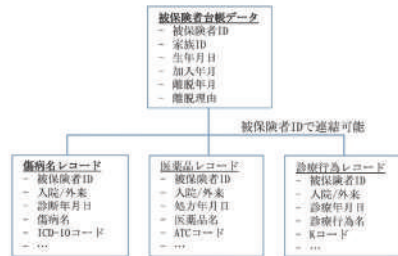 被保険者台帳データ
- 被保険者ID
- 家族ID
- 生年月日
- 加入年月
- 離脱年月
- 離脱理由
被保険者IDで連結可能
傷病名レコード
- 被保険者ID
- 入院/外来
- 診断年月日
- 傷病名
- ICD-10コード
- …
医薬品レコード
- 被保険者ID
- 入院/外来
- 処方年月日
- 医薬品名
- ATCコード
- …
診療行為レコード
- 被保険者ID
- 入院/外来
- 診療年月日
- 診療行為名
- Kコード
- …